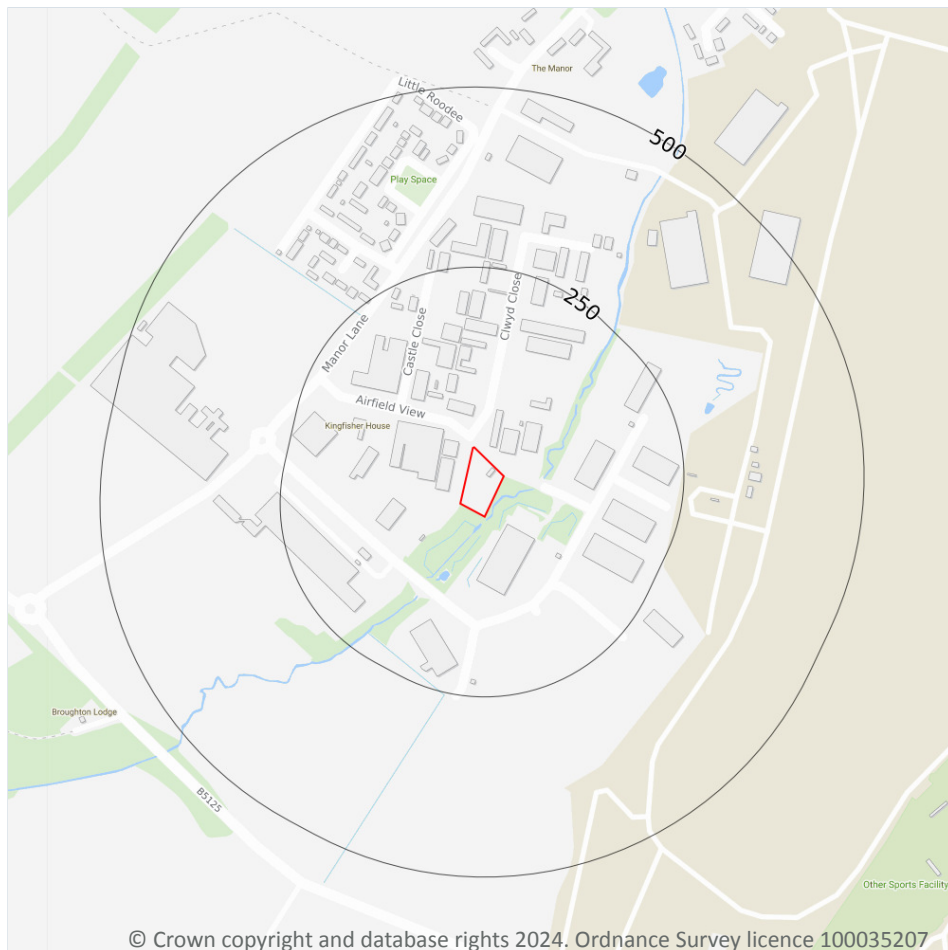 The Manor
Little Roodee
500
Play Space
250
Clwyd Close
Manor Lane
Castle Close
Airfield View
Kingfisher House
Broughton Lodge
B5125
Other Sports Facility
© Crown copyright and database rights 2024. Ordnance Survey licence 100035207